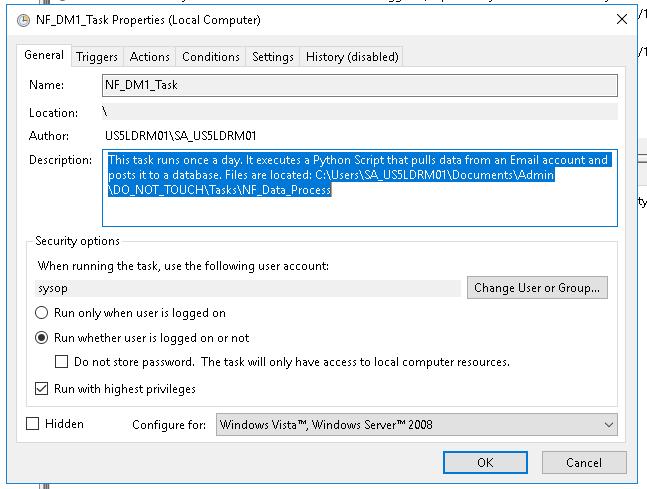 NF_DM1_Task Properties (Local Computer)
General Triggers Actions Conditions Settings History (disabled)
Name: NF_DM1_Task
Location: \
Author: US5LDRM01\SA_US5LDRM01
Description: This task runs once a day. It executes a Python Script that pulls data from an Email account and
posts it to a database. Files are located: C:\Users\SA_US5LDRM01\Documents\Admin
\DO_NOT_TOUCH\Tasks\NF_Data_Process
Security options
When running the task, use the following user account:
sysop Change User or Group...
Run only when user is logged on
Run whether user is logged on or not
Do not store password. The task will only have access to local computer resources.
Run with highest privileges
Hidden Configure for: Windows Vista™, Windows Server™ 2008
OK Cancel